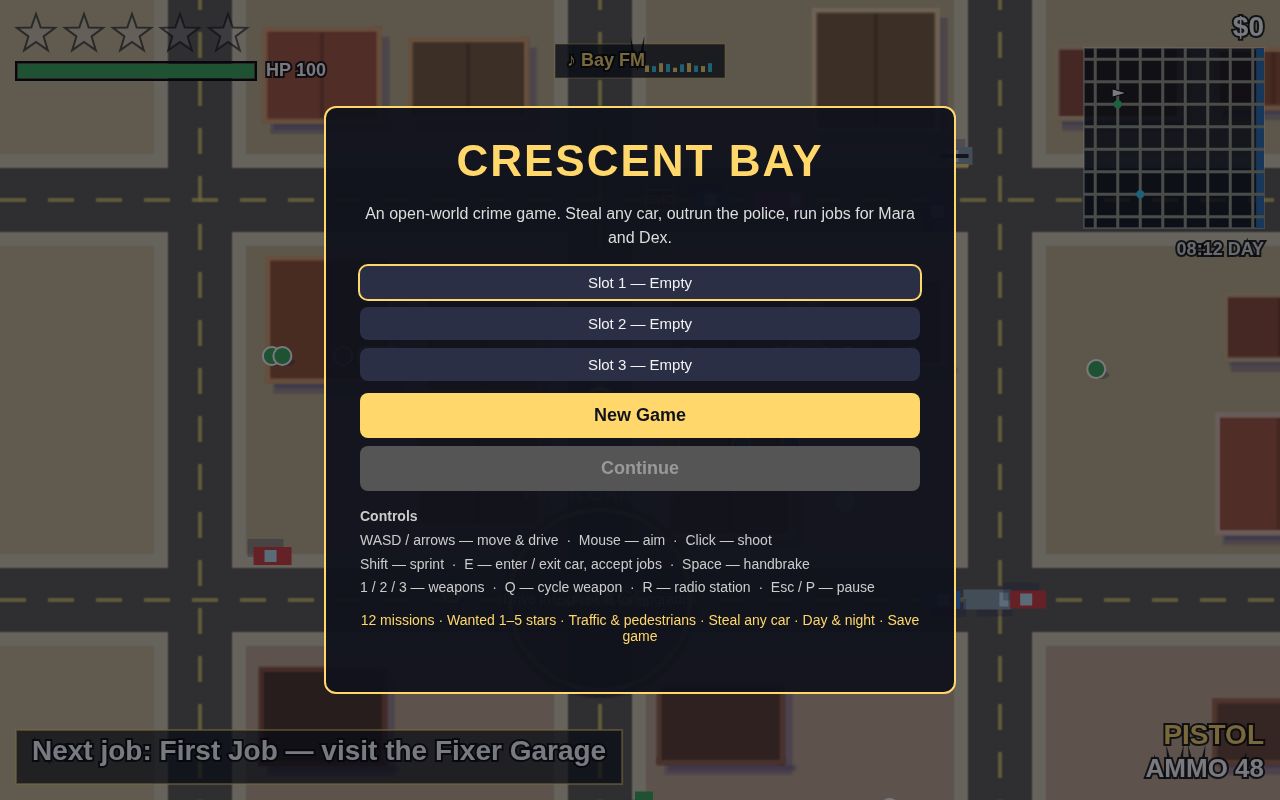 HP 100
♪ Bay FM
$0
08:12 DAY
CRESCENT BAY
An open-world crime game. Steal any car, outrun the police, run jobs for Mara
and Dex.
Slot 1 — Empty
Slot 2 — Empty
Slot 3 — Empty
New Game
Continue
Controls
WASD / arrows — move & drive · Mouse — aim · Click — shoot
Shift — sprint · E — enter / exit car, accept jobs · Space — handbrake
1 / 2 / 3 — weapons · Q — cycle weapon · R — radio station · Esc / P — pause
12 missions · Wanted 1–5 stars · Traffic & pedestrians · Steal any car · Day & night · Save
game
Next job: First Job — visit the Fixer Garage
PISTOL
AMMO 48